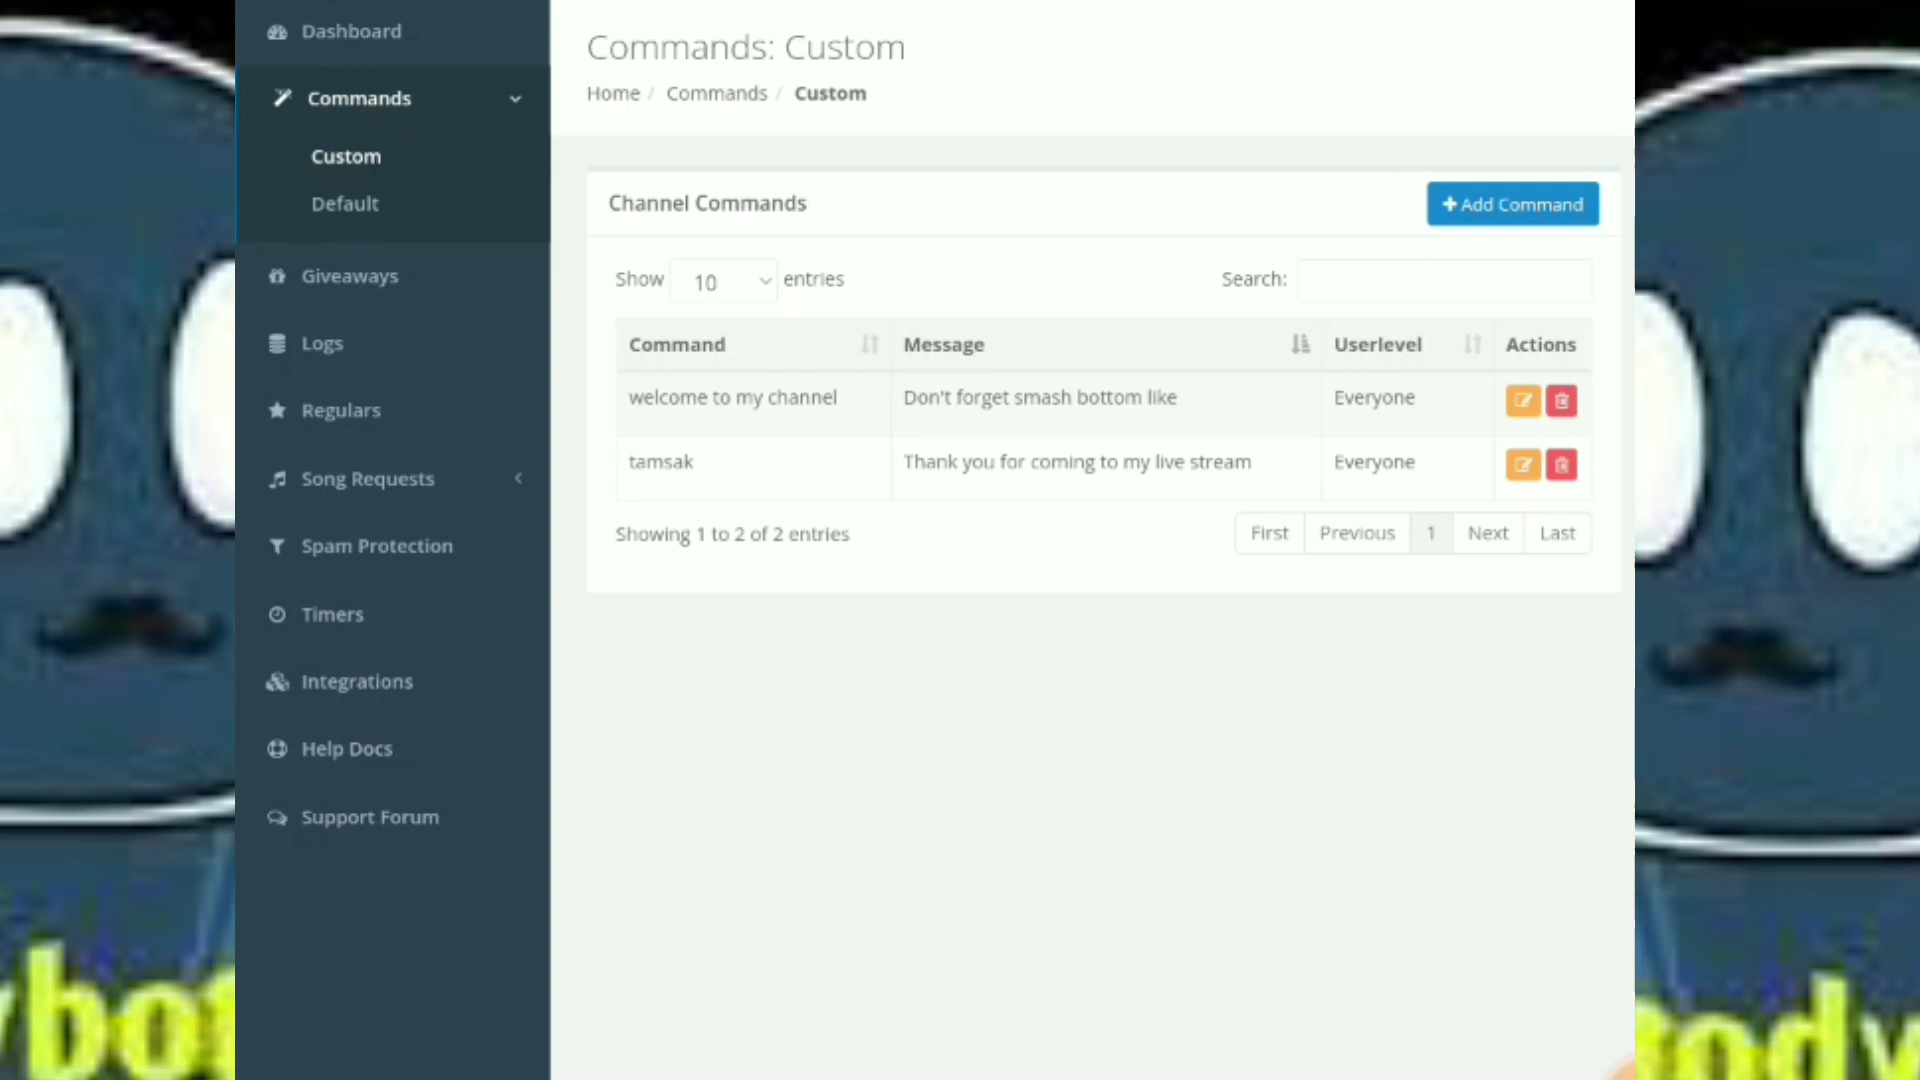 Dashboard
Commands
Custom
Default
Giveaways
Logs
Regulars
Song Requests
Spam Protection
Timers
Integrations
Help Docs
Support Forum
Commands: Custom
Home / Commands / Custom
Channel Commands
Add Command
Show 10 entries
Search:
Command Message Userlevel Actions
welcome to my channel Don't forget smash bottom like Everyone
tamsak Thank you for coming to my live stream Everyone
Showing 1 to 2 of 2 entries
First Previous 1 Next Last